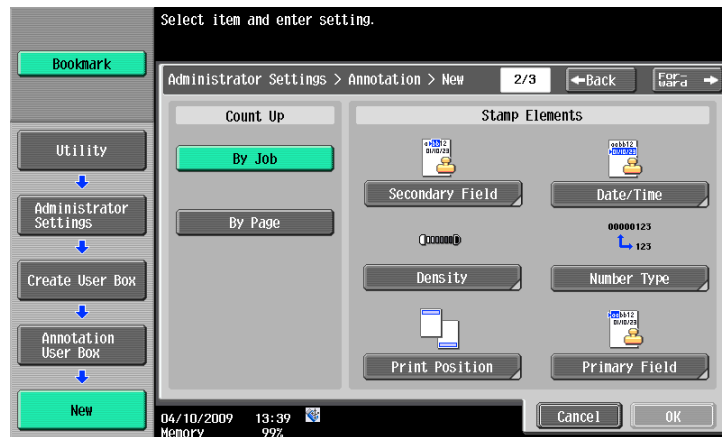 Select item and enter setting.
Bookmark
Administrator Settings > Annotation > New
2/3
←Back
For-
ward →
Utility
Administrator
Settings
Create User Box
Annotation
User Box
New
Count Up
By Job
By Page
Stamp Elements
Secondary Field
Date/Time
00000123
123
Density
Number Type
Print Position
Primary Field
04/10/2009 13:39
Memory 99%
Cancel
OK